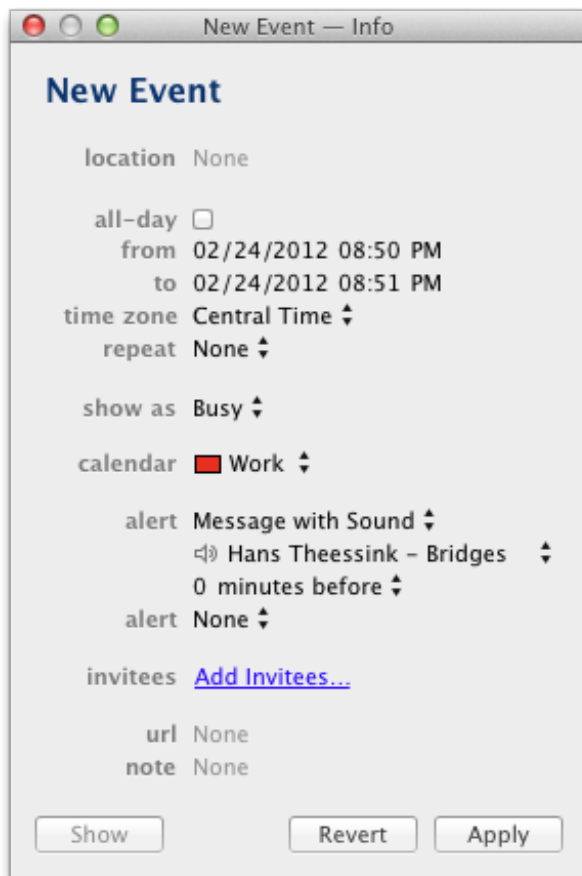 New Event — Info
New Event
location None
all-day
from 02/24/2012 08:50 PM
to 02/24/2012 08:51 PM
time zone Central Time
repeat None
show as Busy
calendar Work
alert Message with Sound
Hans Theessink – Bridges
0 minutes before
alert None
invitees Add Invitees...
url None
note None
Show Revert Apply